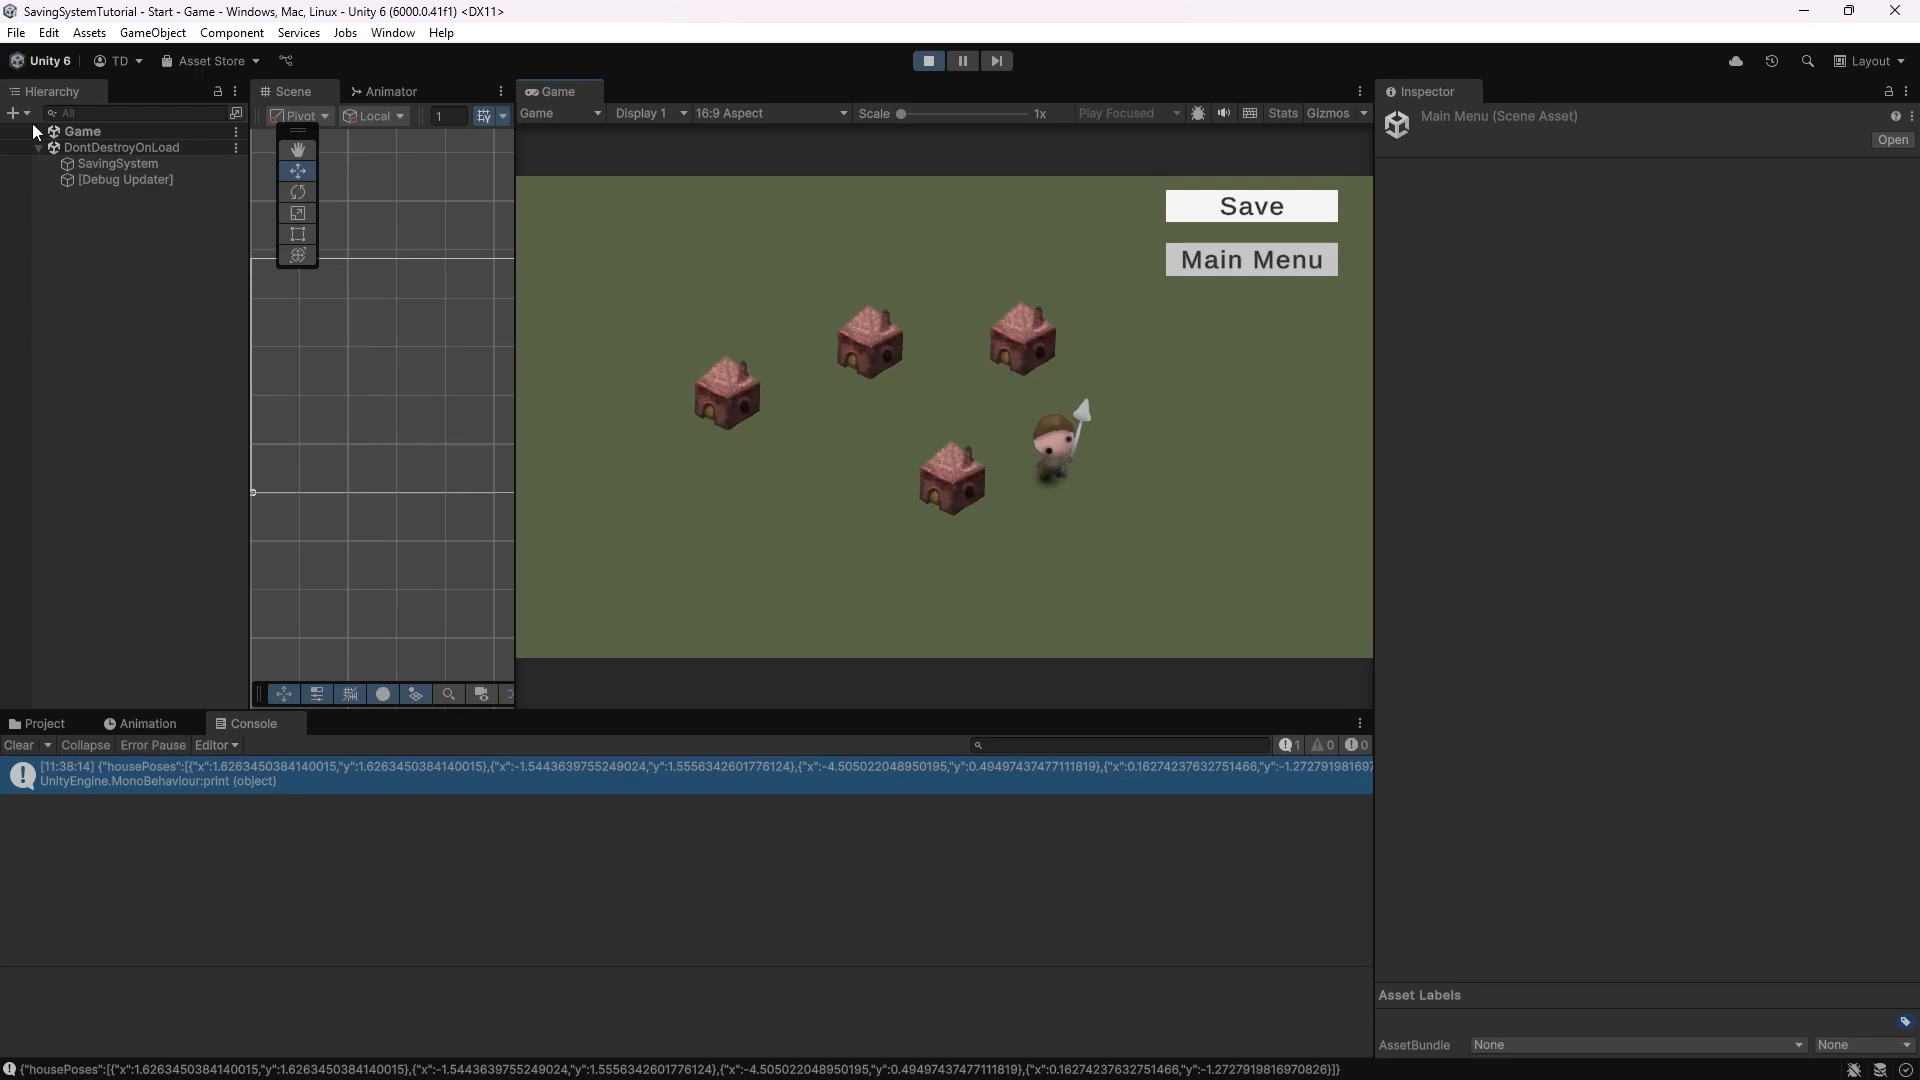 SavingSystemTutorial - Start - Game - Windows, Mac, Linux - Unity 6 (6000.0.41f1) <DX11>
File Edit Assets GameObject Component Services Jobs Window Help
Unity 6 TD Asset Store Layout
Hierarchy Scene Animator Game Inspector
All Pivot Local 1 Game Display 1 16:9 Aspect Scale 1x Play Focused Stats Gizmos Main Menu (Scene Asset)
Open
Game
DontDestroyOnLoad
SavingSystem
[Debug Updater]
Save
Main Menu
Project Animation Console
Clear Collapse Error Pause Editor 1 0 0
[11:38:14] {"housePoses":[{"x":1.6263450384140015,"y":1.6263450384140015},{"x":-1.5443639755249024,"y":1.5556342601776124},{"x":-4.505022048950195,"y":0.49497437477111819},{"x":0.16274237632751466,"y":-1.272791981697
UnityEngine.MonoBehaviour:print (object)
Asset Labels
AssetBundle None None
{"housePoses":[{"x":1.6263450384140015,"y":1.6263450384140015},{"x":-1.5443639755249024,"y":1.5556342601776124},{"x":-4.505022048950195,"y":0.49497437477111819},{"x":0.16274237632751466,"y":-1.2727919816970826}]}